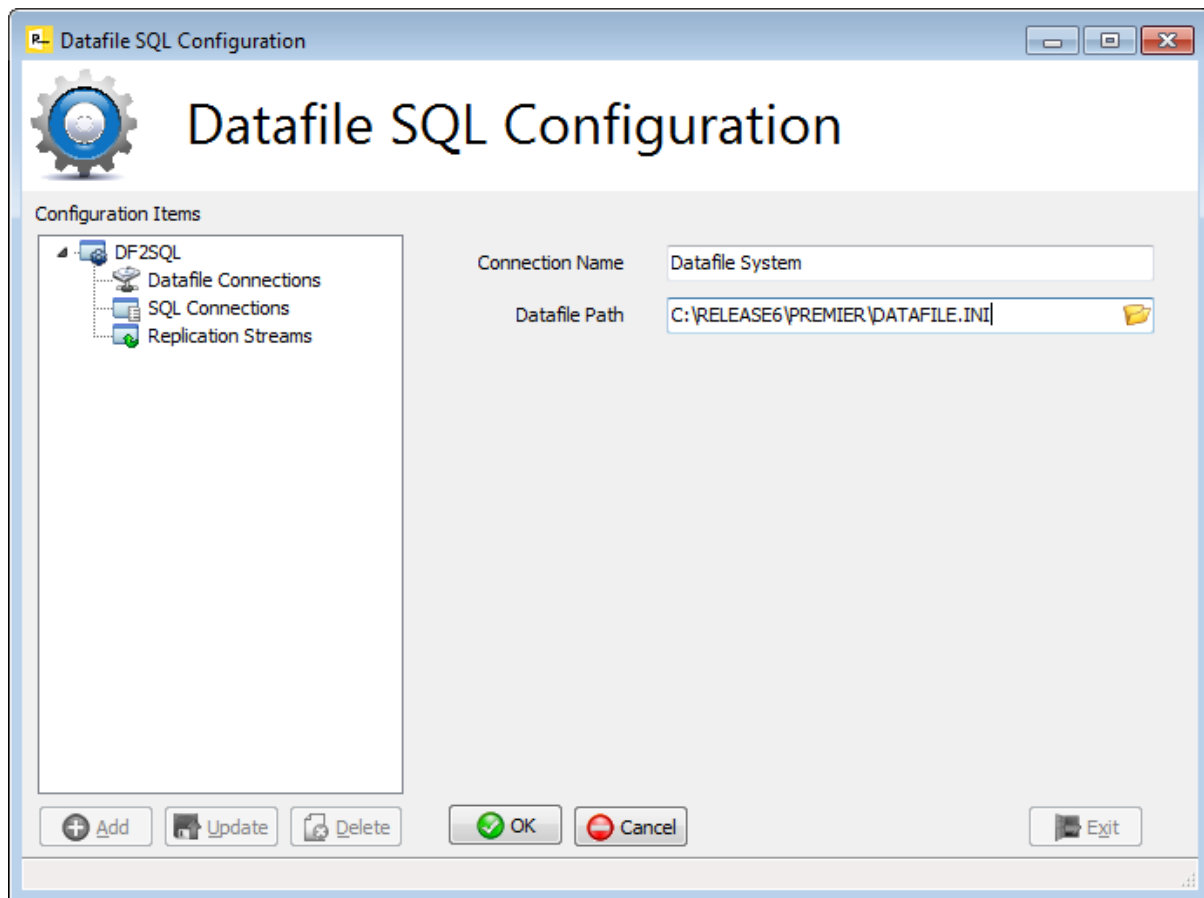 Datafile SQL Configuration
Datafile SQL Configuration
Configuration Items
DF2SQL
Datafile Connections
SQL Connections
Replication Streams
Connection Name Datafile System
Datafile Path C:\RELEASE6\PREMIER\DATAFILE.INI
Add Update Delete OK Cancel Exit